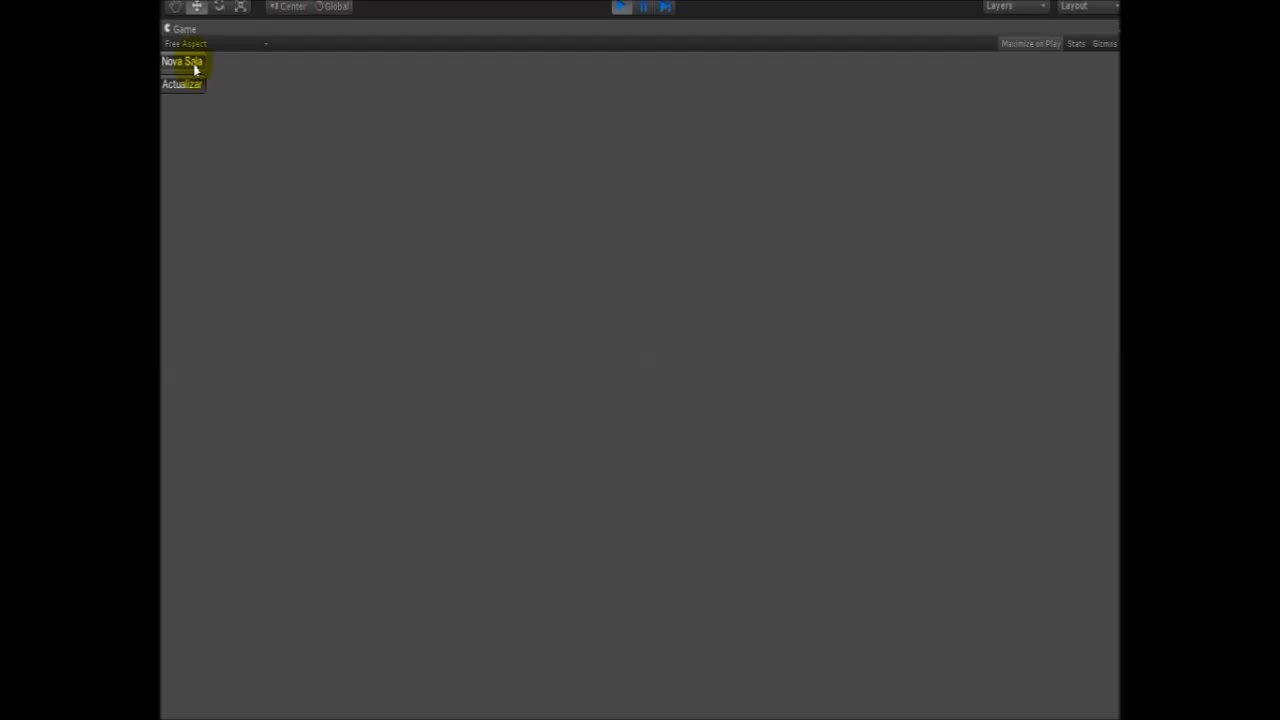 Center Global Layers Layout
Game
Free Aspect Maximize on Play Stats Gizmos
Nova Sala
Actualizar